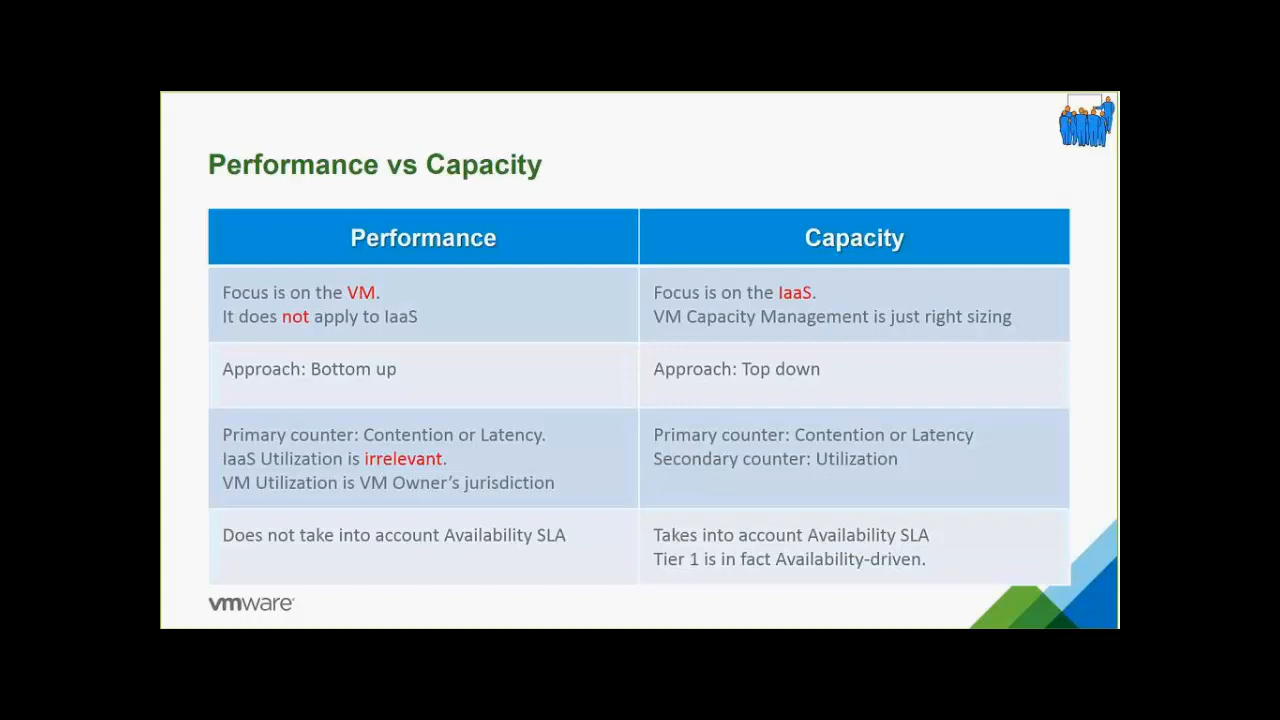 Performance vs Capacity
Performance
Capacity
Focus is on the VM.
It does not apply to IaaS
Focus is on the IaaS.
VM Capacity Management is just right sizing
Approach: Bottom up
Approach: Top down
Primary counter: Contention or Latency.
IaaS Utilization is irrelevant.
VM Utilization is VM Owner’s jurisdiction
Primary counter: Contention or Latency
Secondary counter: Utilization
Does not take into account Availability SLA
Takes into account Availability SLA
Tier 1 is in fact Availability-driven.
vmware